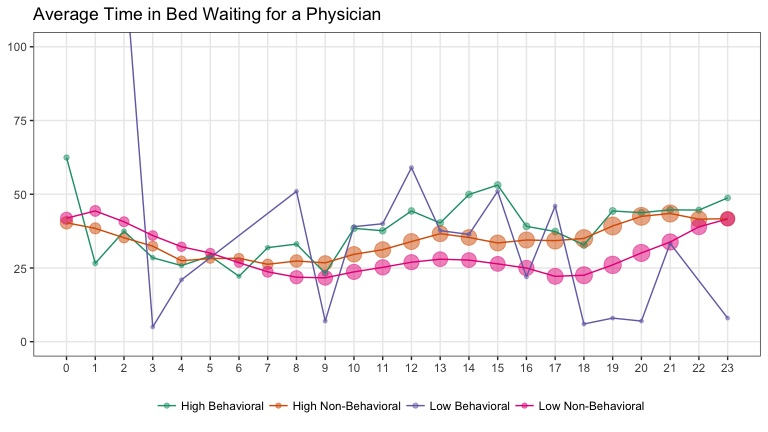 Average Time in Bed Waiting for a Physician
100
75
50
25
0
0 1 2 3 4 5 6 7 8 9 10 11 12 13 14 15 16 17 18 19 20 21 22 23
High Behavioral High Non-Behavioral Low Behavioral Low Non-Behavioral